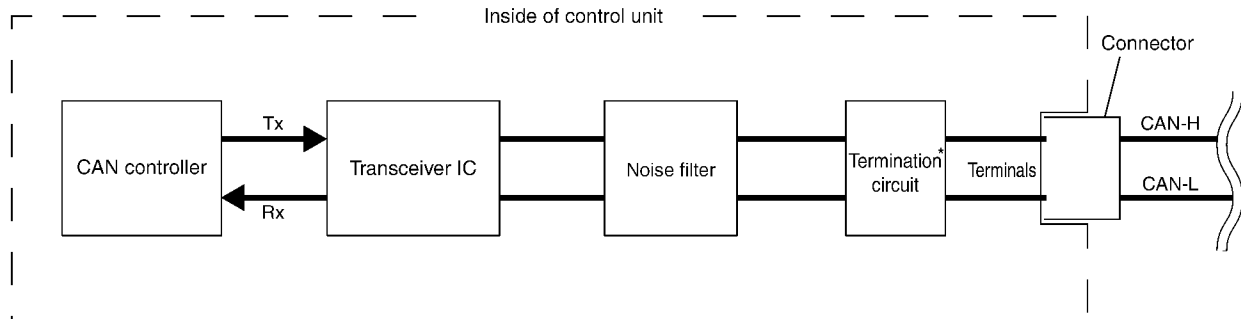 Inside of control unit
Connector
Tx
CAN controller
Rx
Transceiver IC
Noise filter
Termination*
circuit
Terminals
CAN-H
CAN-L